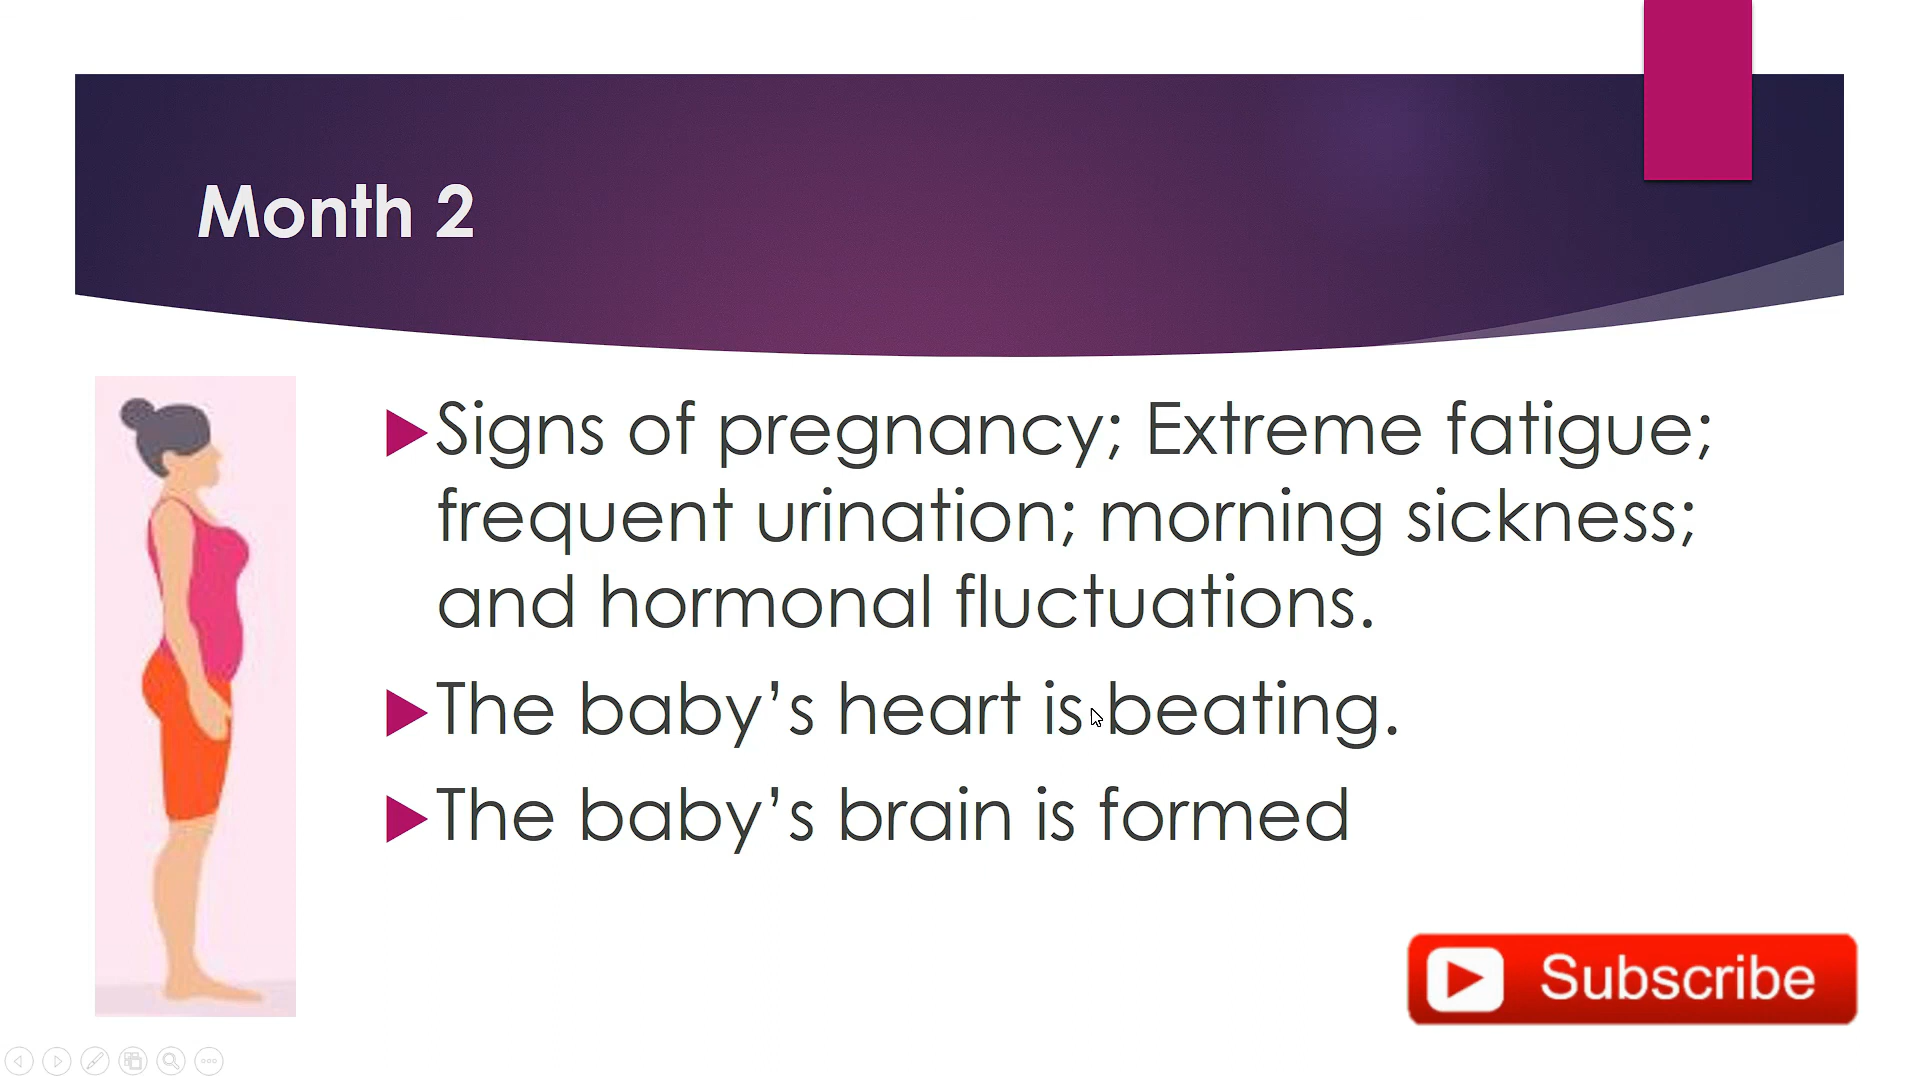 Month 2
Signs of pregnancy; Extreme fatigue;
frequent urination; morning sickness;
and hormonal fluctuations.
The baby’s heart is beating.
The baby’s brain is formed
Subscribe